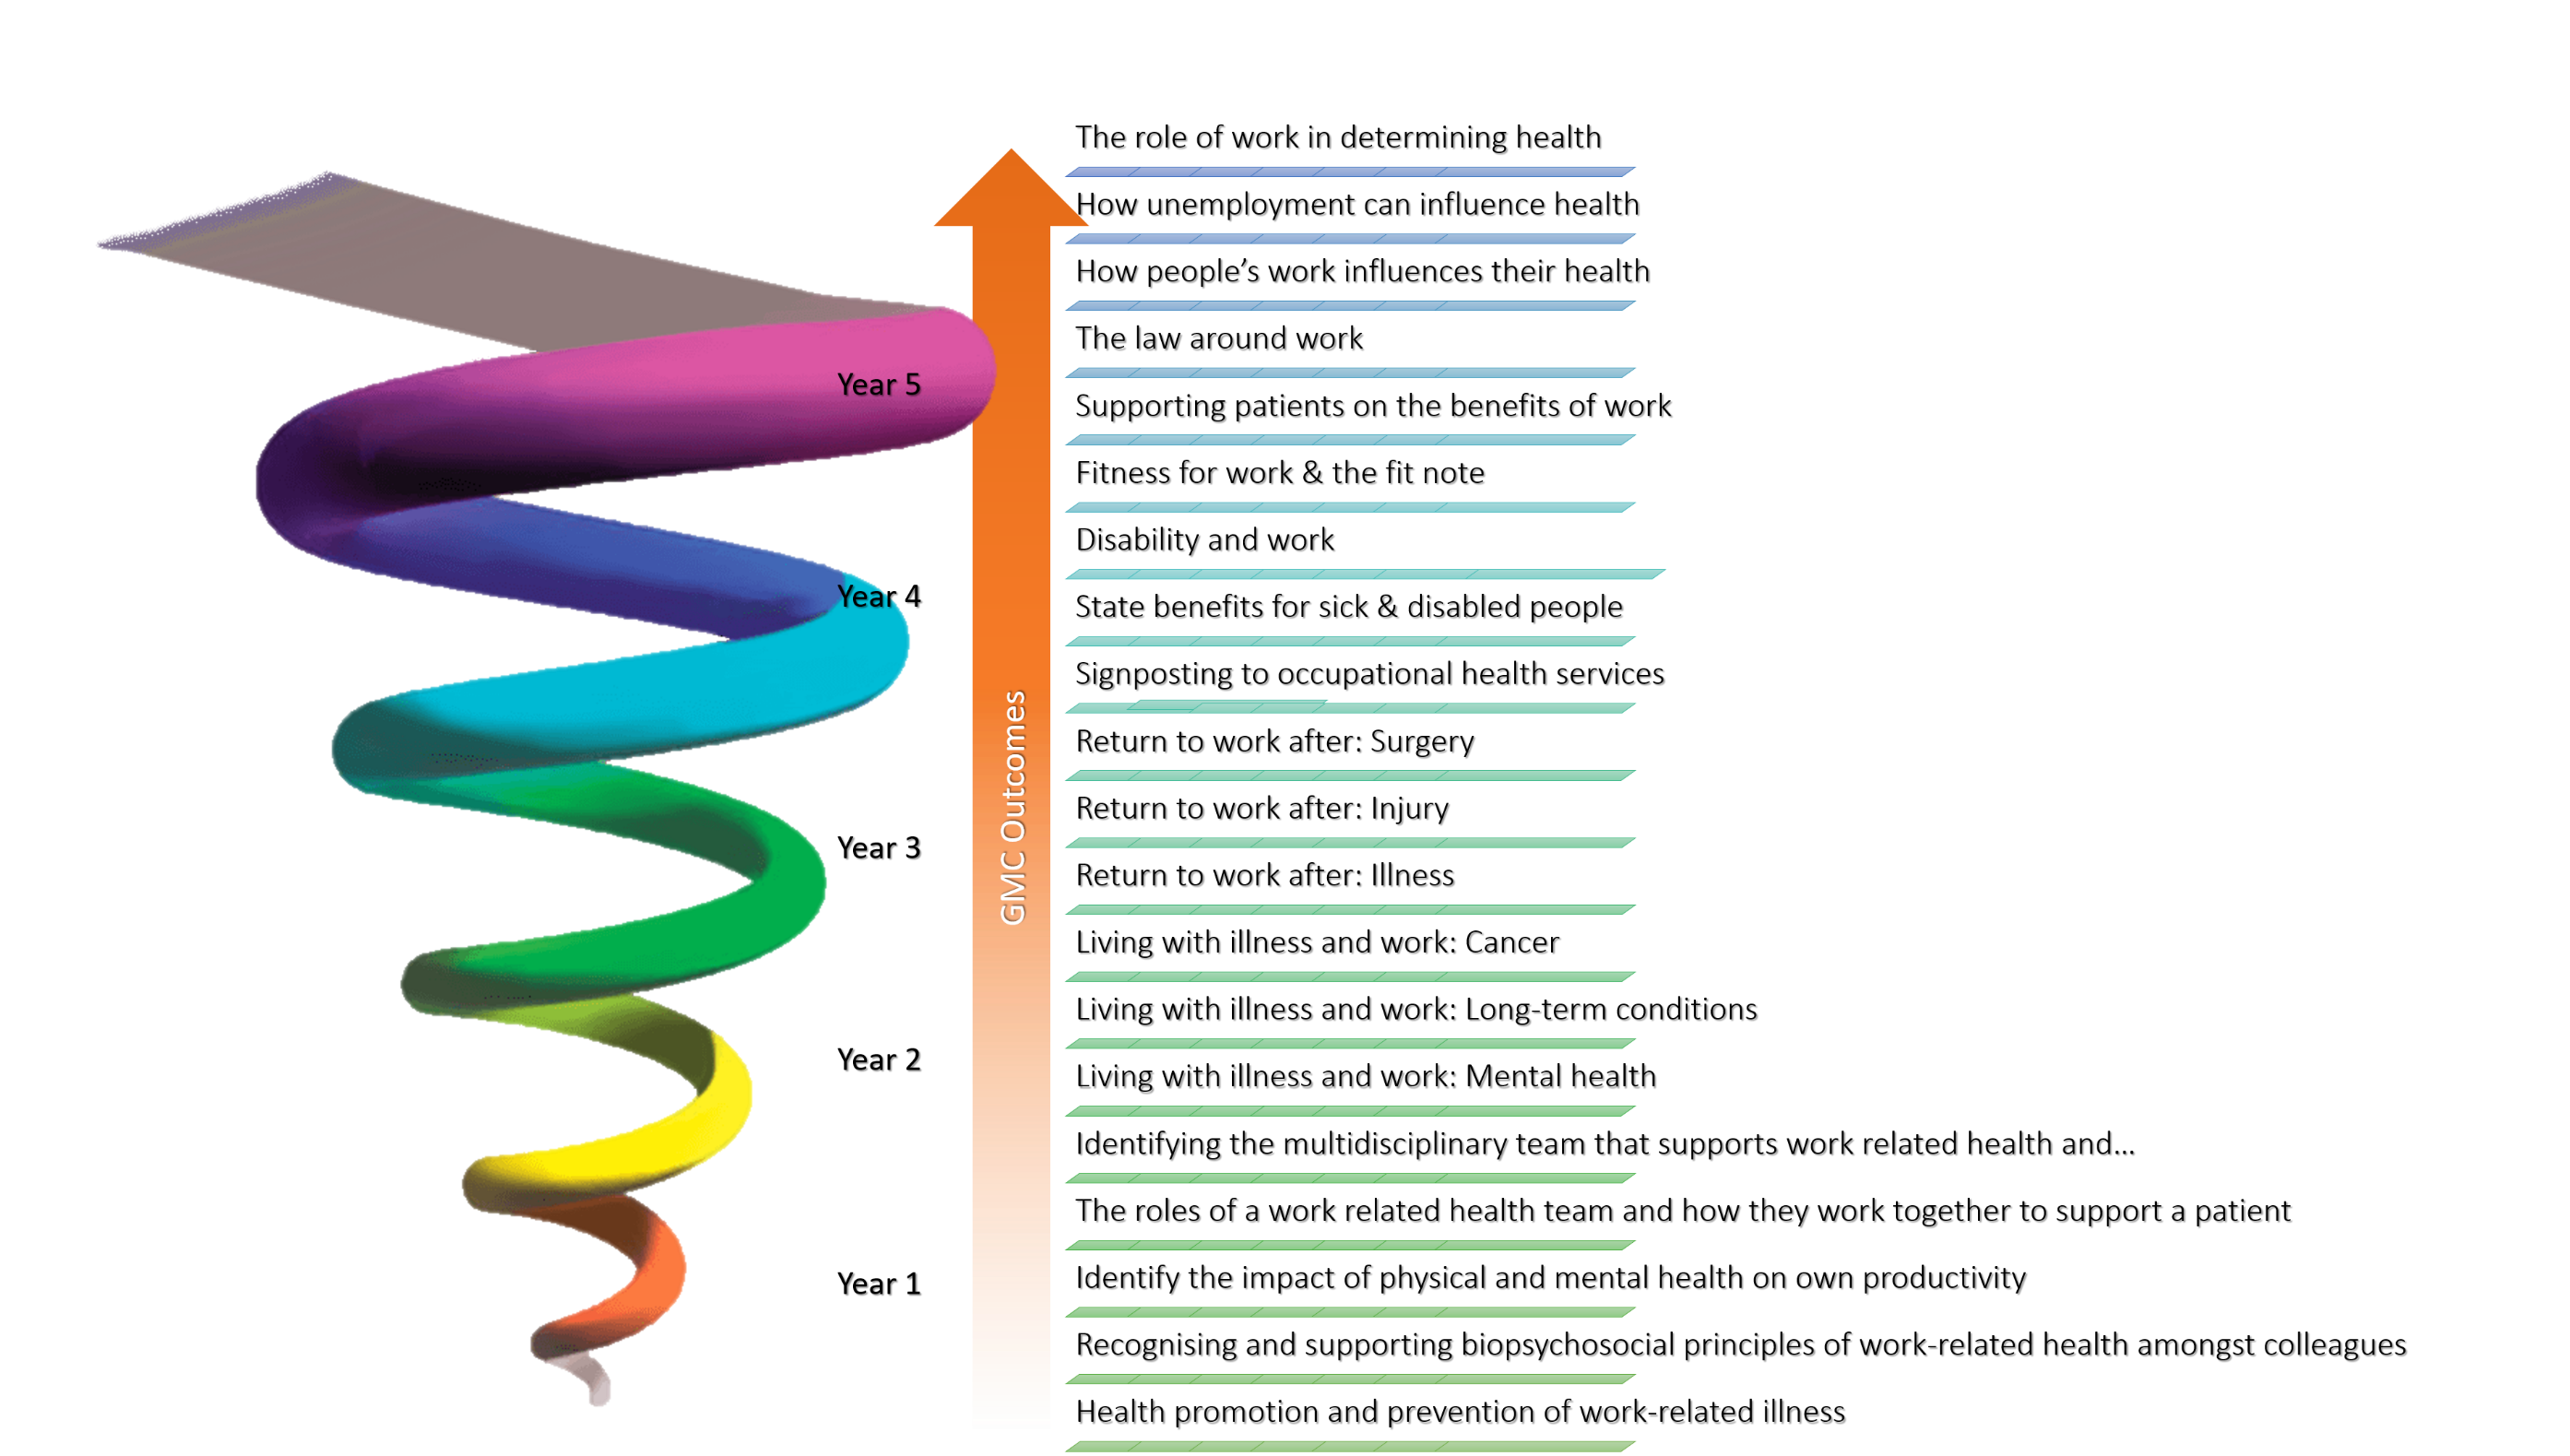 The role of work in determining health
How unemployment can influence health
How people’s work influences their health
The law around work
Supporting patients on the benefits of work
Fitness for work & the fit note
Disability and work
State benefits for sick & disabled people
Signposting to occupational health services
Return to work after: Surgery
Return to work after: Injury
Return to work after: Illness
Living with illness and work: Cancer
Living with illness and work: Long-term conditions
Living with illness and work: Mental health
Identifying the multidisciplinary team that supports work related health and...
The roles of a work related health team and how they work together to support a patient
Identify the impact of physical and mental health on own productivity
Recognising and supporting biopsychosocial principles of work-related health amongst colleagues
Health promotion and prevention of work-related illness
GMC Outcomes
Year 5
Year 4
Year 3
Year 2
Year 1